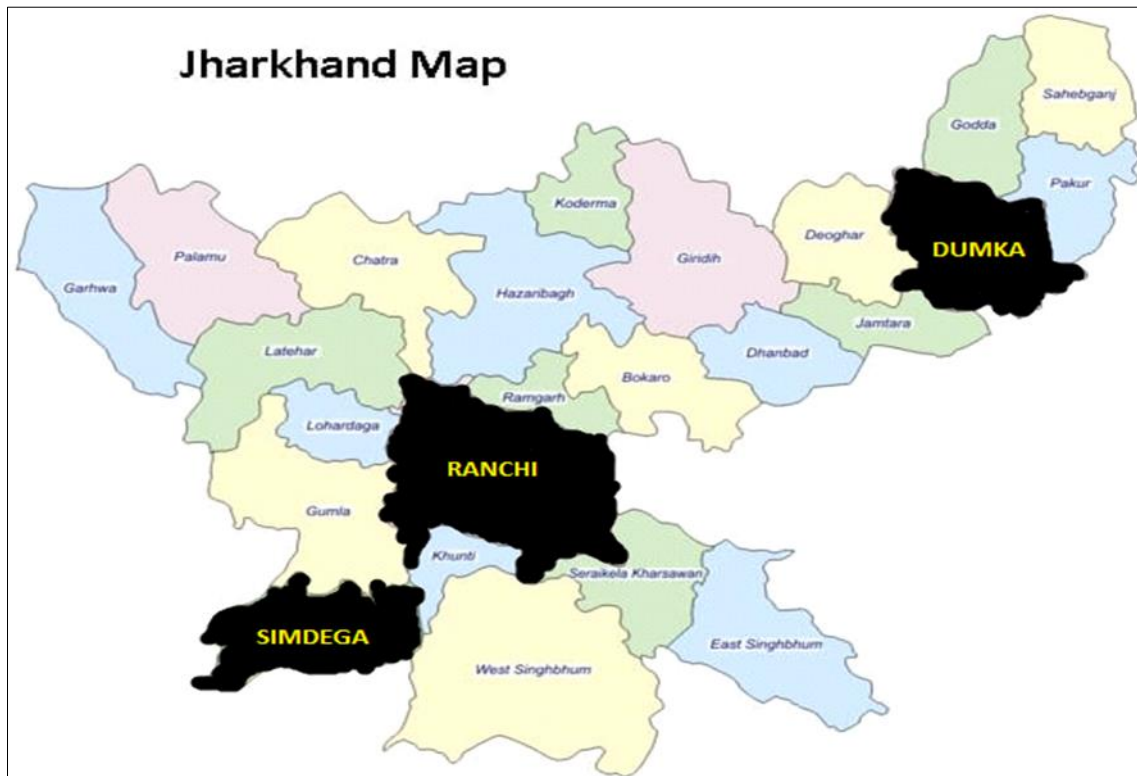 Jharkhand Map
Sahebganj
Godda
Pakur
Koderma
Deoghar
DUMKA
Palamu
Chatra
Giridih
Garhwa
Hazaribagh
Jamtara
Latehar
Dhanbad
Bokaro
Ramgarh
Lohardaga
RANCHI
Gumla
Khunti
Seraikela Kharsawan
SIMDEGA
East Singhbhum
West Singhbhum